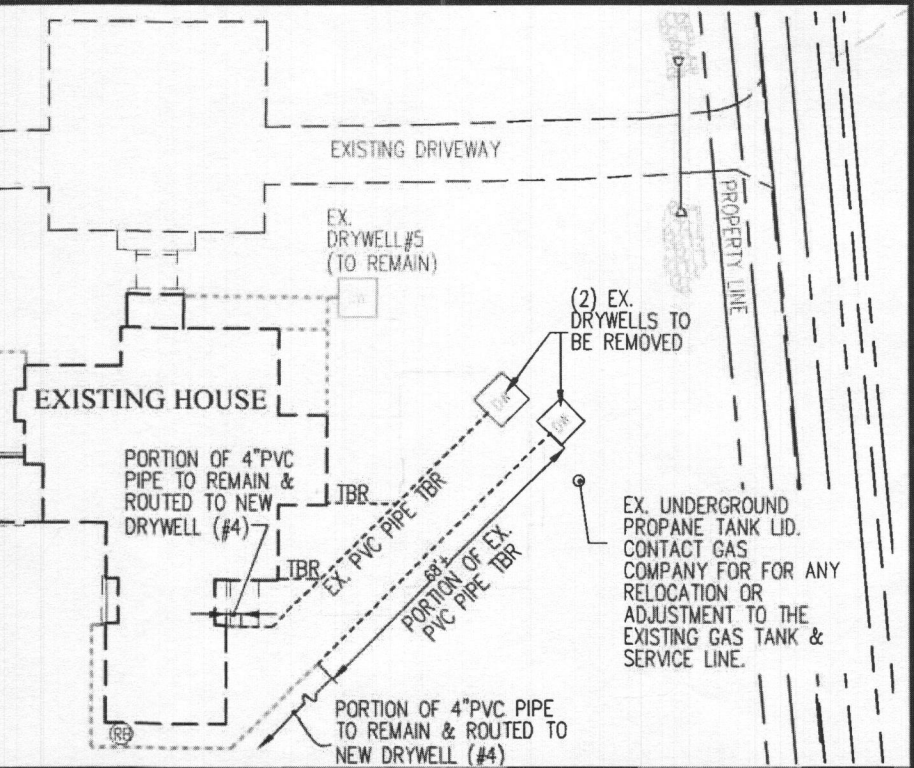 EXISTING DRIVEWAY
EX.
DRYWELL#5
(TO REMAIN)
PROPERTY LINE
(2) EX.
DRYWELLS TO
BE REMOVED
EXISTING HOUSE
DW
DW
PORTION OF 4"PVC
PIPE TO REMAIN &
ROUTED TO NEW
DRYWELL (#4)
TBR
EX. PVC PIPE TBR
TBR
68'±
PORTION OF EX.
PVC PIPE TBR
EX. UNDERGROUND
PROPANE TANK LID.
CONTACT GAS
COMPANY FOR FOR ANY
RELOCATION OR
ADJUSTMENT TO THE
EXISTING GAS TANK &
SERVICE LINE.
PORTION OF 4"PVC PIPE
TO REMAIN & ROUTED TO
NEW DRYWELL (#4)
RB